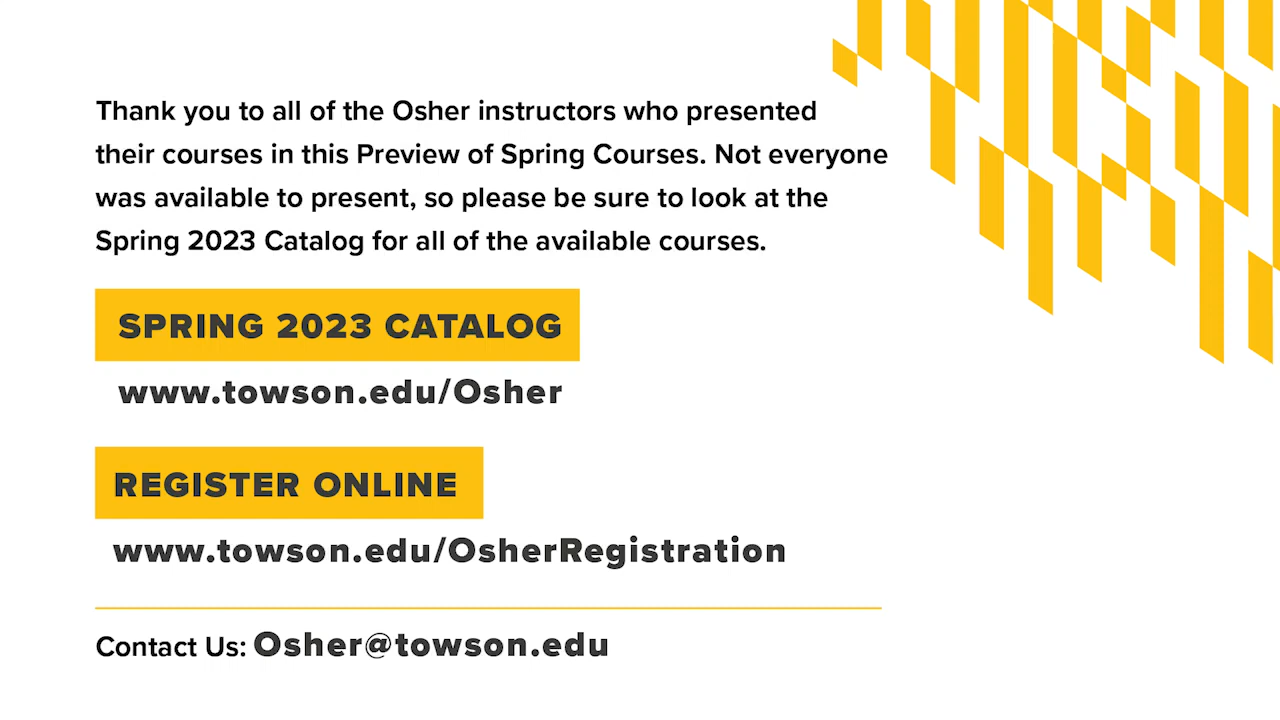 Thank you to all of the Osher instructors who presented
their courses in this Preview of Spring Courses. Not everyone
was available to present, so please be sure to look at the
Spring 2023 Catalog for all of the available courses.
SPRING 2023 CATALOG
www.towson.edu/Osher
REGISTER ONLINE
www.towson.edu/OsherRegistration
Contact Us: Osher@towson.edu